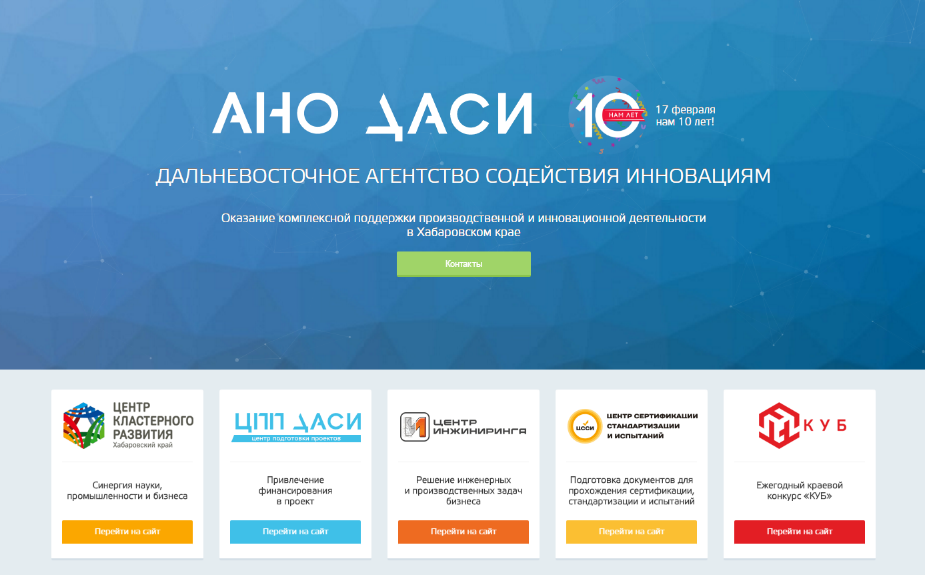 АНО ДАСИ
10
НАМ ЛЕТ
17 февраля
нам 10 лет!
ДАЛЬНЕВОСТОЧНОЕ АГЕНТСТВО СОДЕЙСТВИЯ ИННОВАЦИЯМ
Оказание комплексной поддержки производственной и инновационной деятельности
в Хабаровском крае
Контакты
ЦЕНТР
КЛАСТЕРНОГО
РАЗВИТИЯ
Хабаровский край
Синергия науки,
промышленности и бизнеса
Перейти на сайт
ЦПП ДАСИ
центр подготовки проектов
Привлечение
финансирования
в проект
Перейти на сайт
ЦЕНТР
ИНЖИНИРИНГА
Решение инженерных
и производственных задач
бизнеса
Перейти на сайт
ЦССИ
ЦЕНТР СЕРТИФИКАЦИИ
СТАНДАРТИЗАЦИИ
И ИСПЫТАНИЙ
Подготовка документов для
прохождения сертификации,
стандартизации и испытаний
Перейти на сайт
КУБ
Ежегодный краевой
конкурс «КУБ»
Перейти на сайт